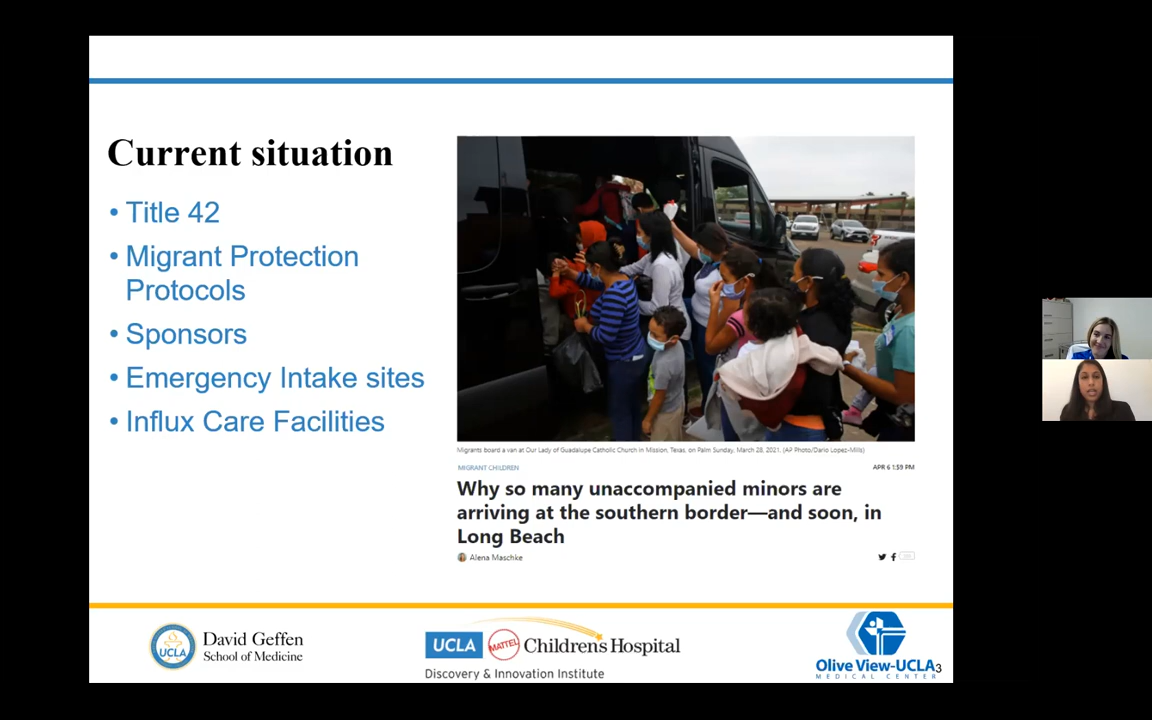 Current situation
• Title 42
• Migrant Protection
Protocols
• Sponsors
• Emergency Intake sites
• Influx Care Facilities
Migrants board a van at Our Lady of Guadalupe Catholic Church in Mission, Texas, on Palm Sunday, March 28, 2021. (AP Photo/Dario Lopez-Mills)
MIGRANT CHILDREN
APR 6 1:59 PM
Why so many unaccompanied minors are
arriving at the southern border—and soon, in
Long Beach
Alena Maschke
UCLA
David Geffen
School of Medicine
UCLA MATTEL Childrens Hospital
Discovery & Innovation Institute
Olive View-UCLA
MEDICAL CENTER
3